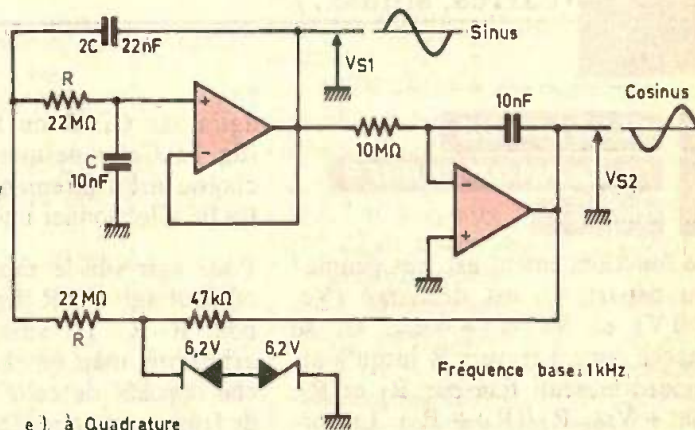 2C 22nF
VS1
Sinus
R
22MΩ
C
10nF
+
-
10MΩ
10nF
Cosinus
-
+
VS2
22MΩ
R
47kΩ
6,2V 6,2V
Fréquence base: 1kHz
e). à Quadrature